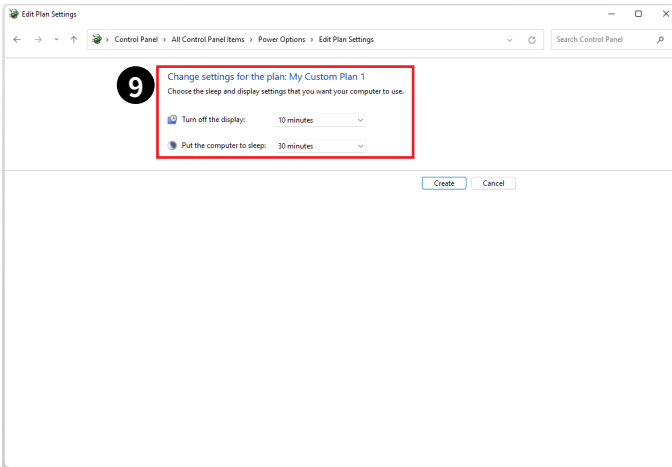 Edit Plan Settings
Control Panel > All Control Panel Items > Power Options > Edit Plan Settings
Search Control Panel
9
Change settings for the plan: My Custom Plan 1
Choose the sleep and display settings that you want your computer to use.
Turn off the display: 10 minutes
Put the computer to sleep: 30 minutes
Create Cancel